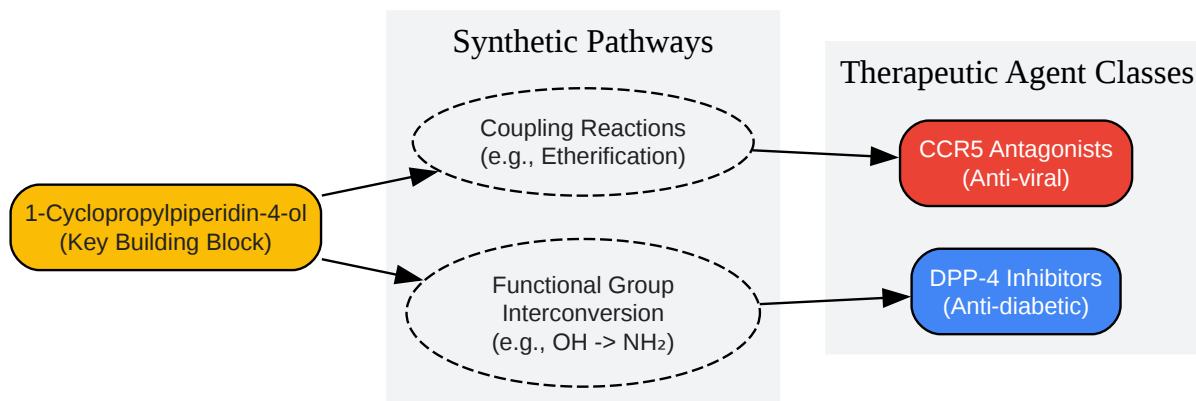 Synthetic Pathways
Therapeutic Agent Classes
Coupling Reactions
(e.g., Etherification)
CCR5 Antagonists
(Anti-viral)
1-Cyclopropylpiperidin-4-ol
(Key Building Block)
Functional Group
Interconversion
(e.g., OH -> NH₂)
DPP-4 Inhibitors
(Anti-diabetic)